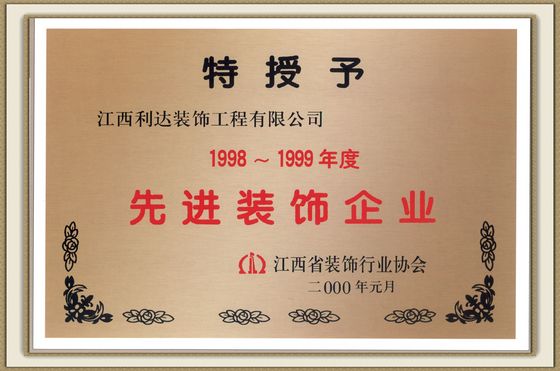 特授予
江西利达装饰工程有限公司
1998～1999年度
先进装饰企业
江西省装饰行业协会
二000年元月